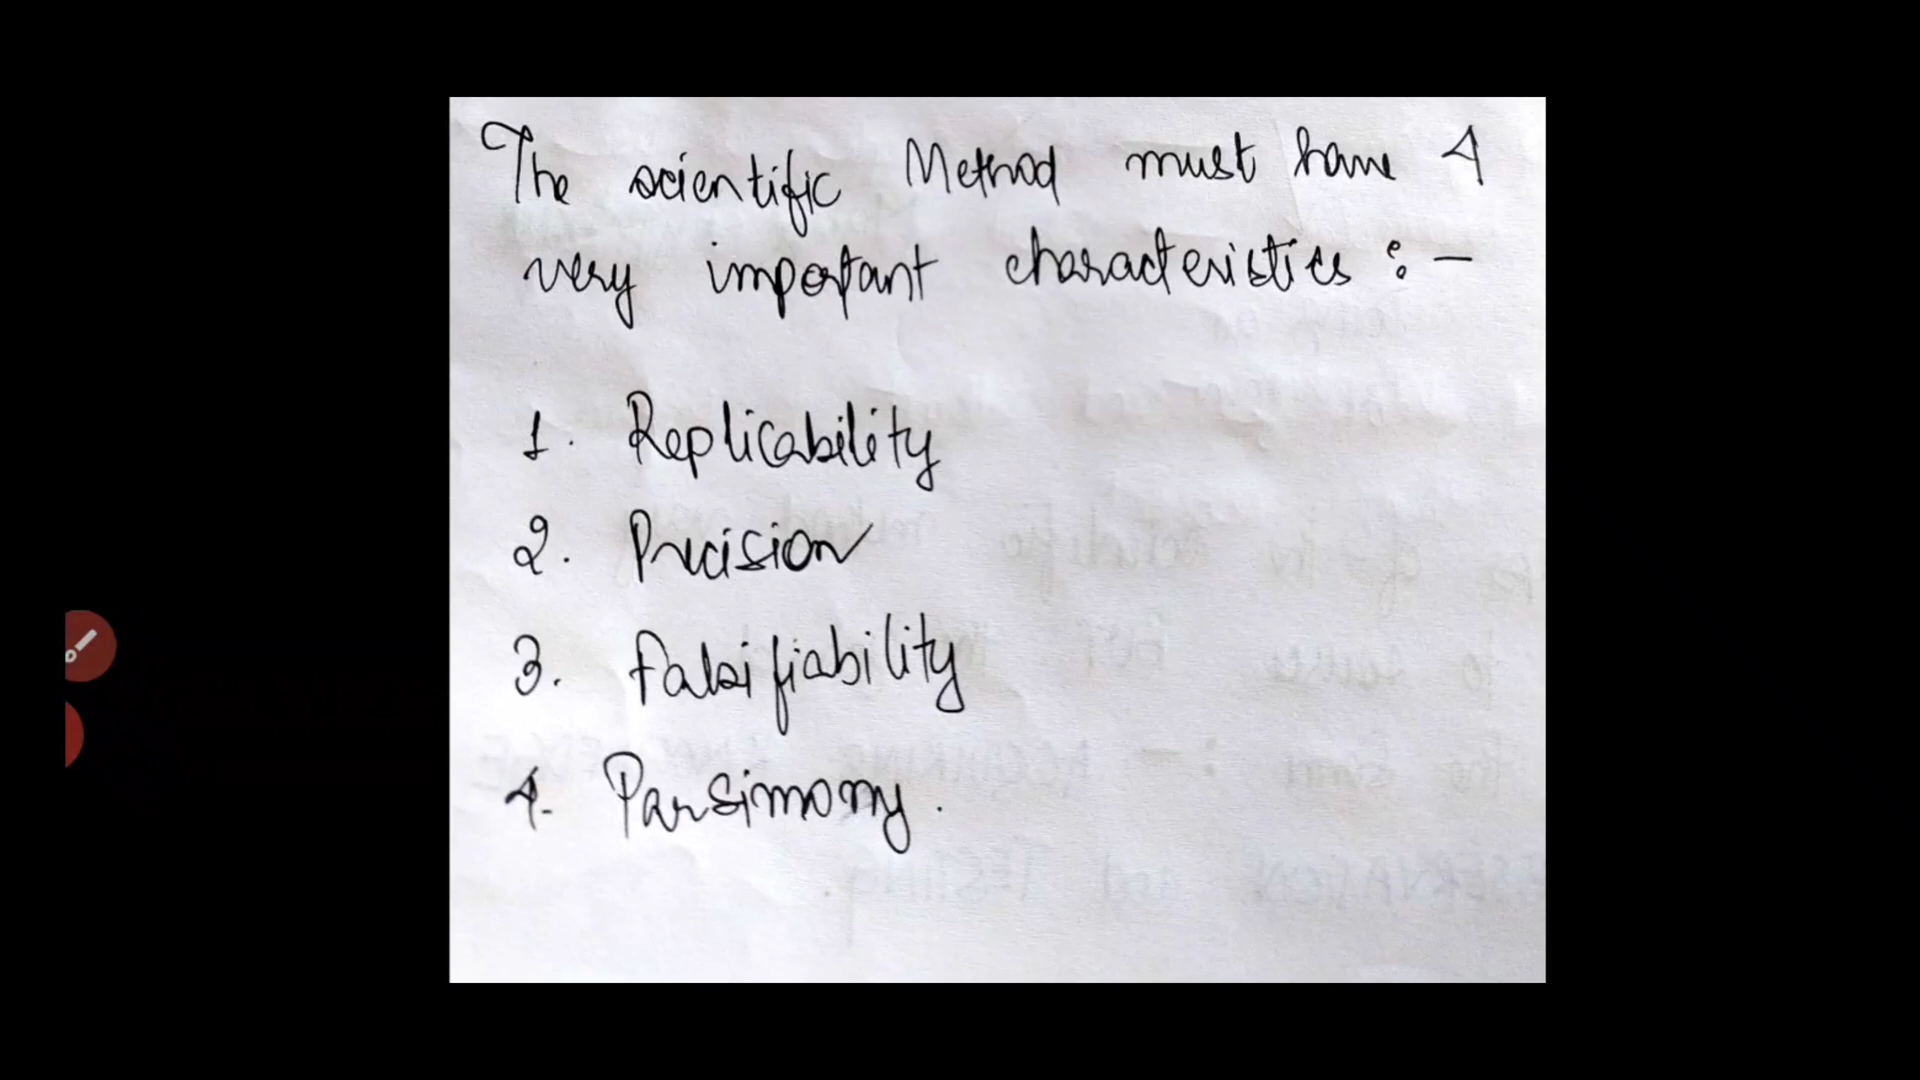 The scientific Method must have 4
very important characteristics :-
1. Replicability
2. Precision
3. Falsifiability
4. Parsimony.